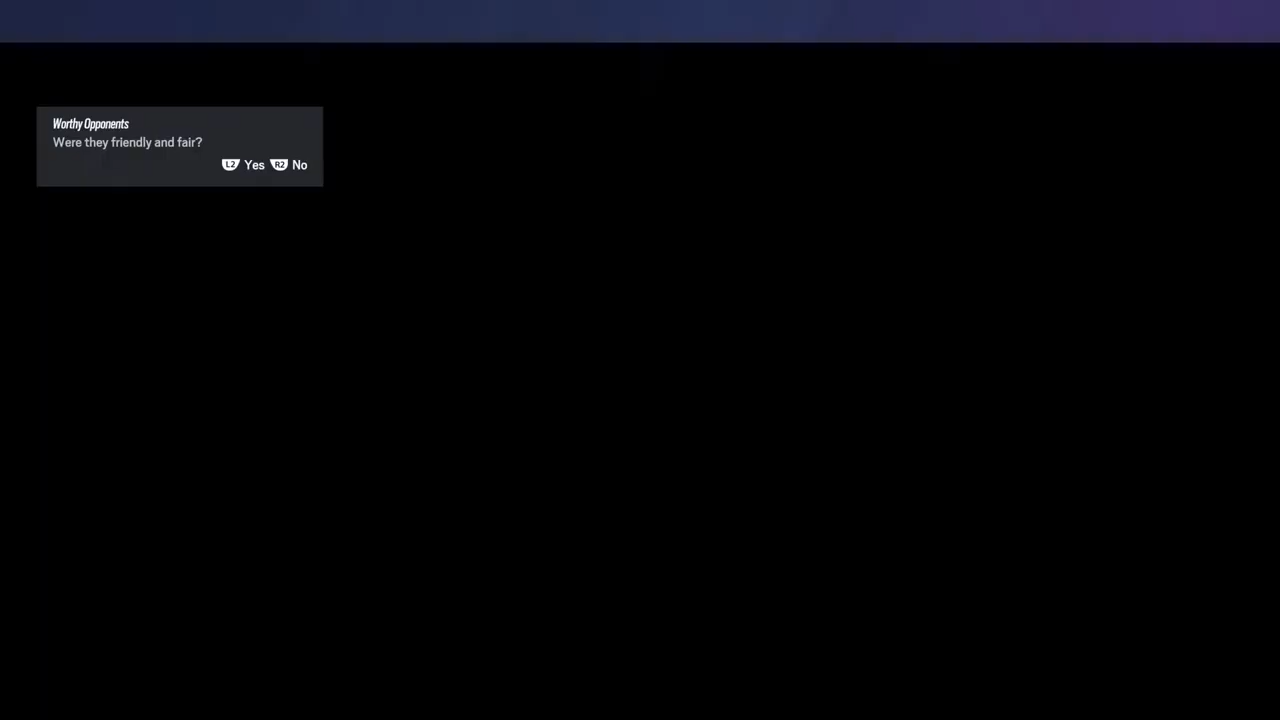 Worthy Opponents
Were they friendly and fair?
L2 Yes R2 No